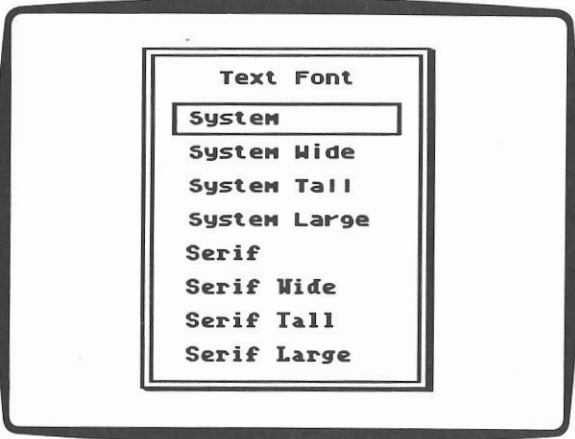 Text Font
System
System Wide
System Tall
System Large
Serif
Serif Wide
Serif Tall
Serif Large